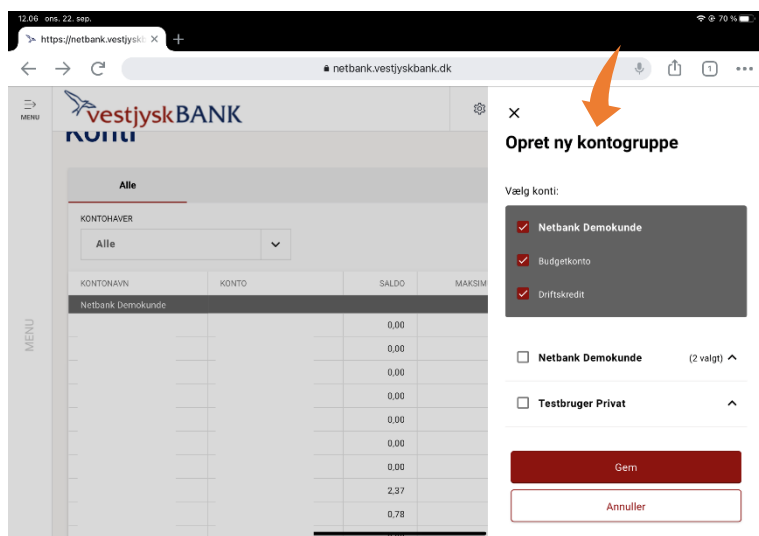 12.06 ons. 22. sep.
70 %
https://netbank.vestjyskb
netbank.vestjyskbank.dk
1
MENU
vestjyskBANK
Konti
Alle
KONTOHAVER
Alle
KONTONAVN KONTO SALDO MAKSIM
Netbank Demokunde
0,00
0,00
0,00
0,00
0,00
0,00
0,00
2,37
0,78
MENU
Opret ny kontogruppe
Vælg konti:
Netbank Demokunde
Budgetkonto
Driftskredit
Netbank Demokunde (2 valgt)
Testbruger Privat
Gem
Annuller